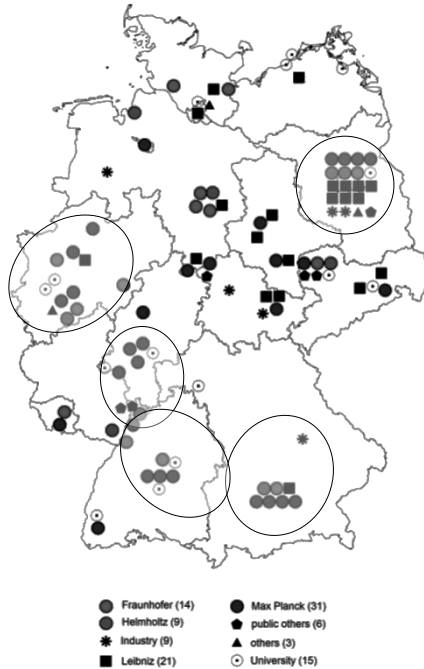 Fraunhofer (14)
Helmholtz (9)
Industry (9)
Leibniz (21)
Max Planck (31)
public others (6)
others (3)
University (15)